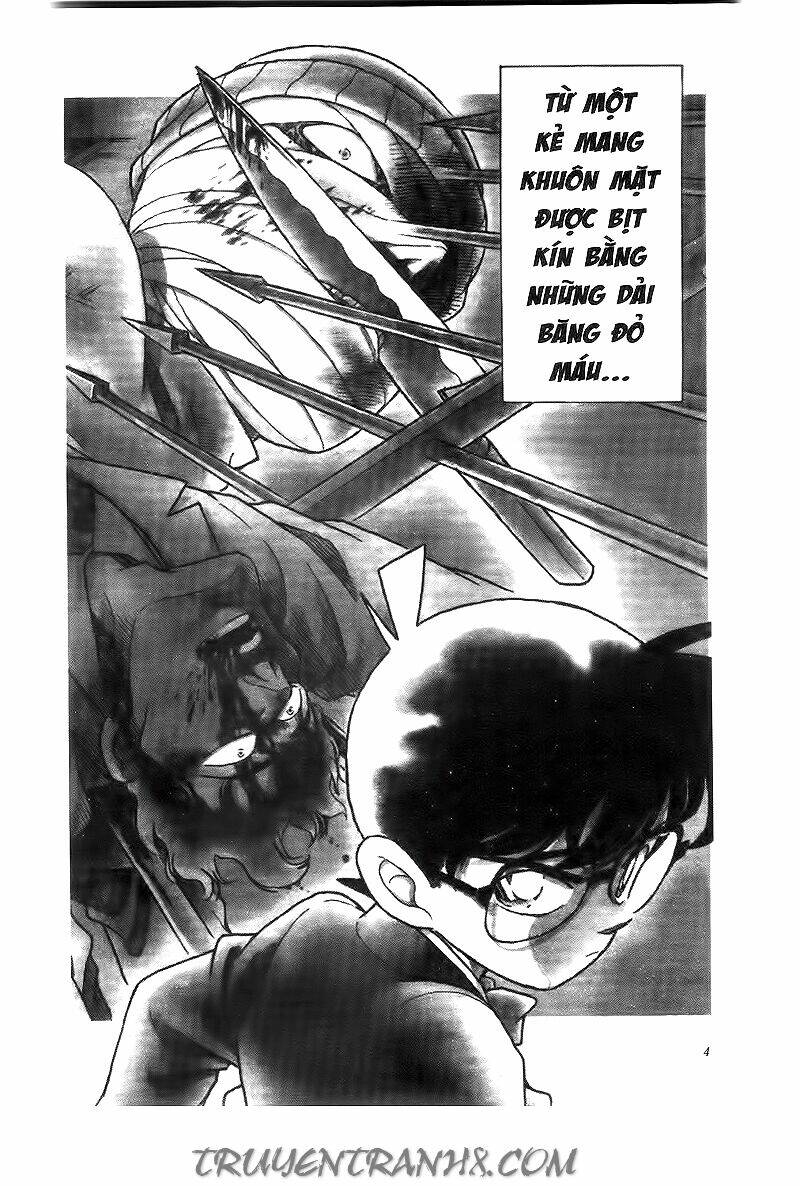 TỪ MỘT
KẺ MANG
KHUÔN MẶT
ĐƯỢC BỊT
KÍN BẰNG
NHỮNG DẢI
BĂNG ĐỎ
MÁU...
4
TRUYENTRANH8.COM